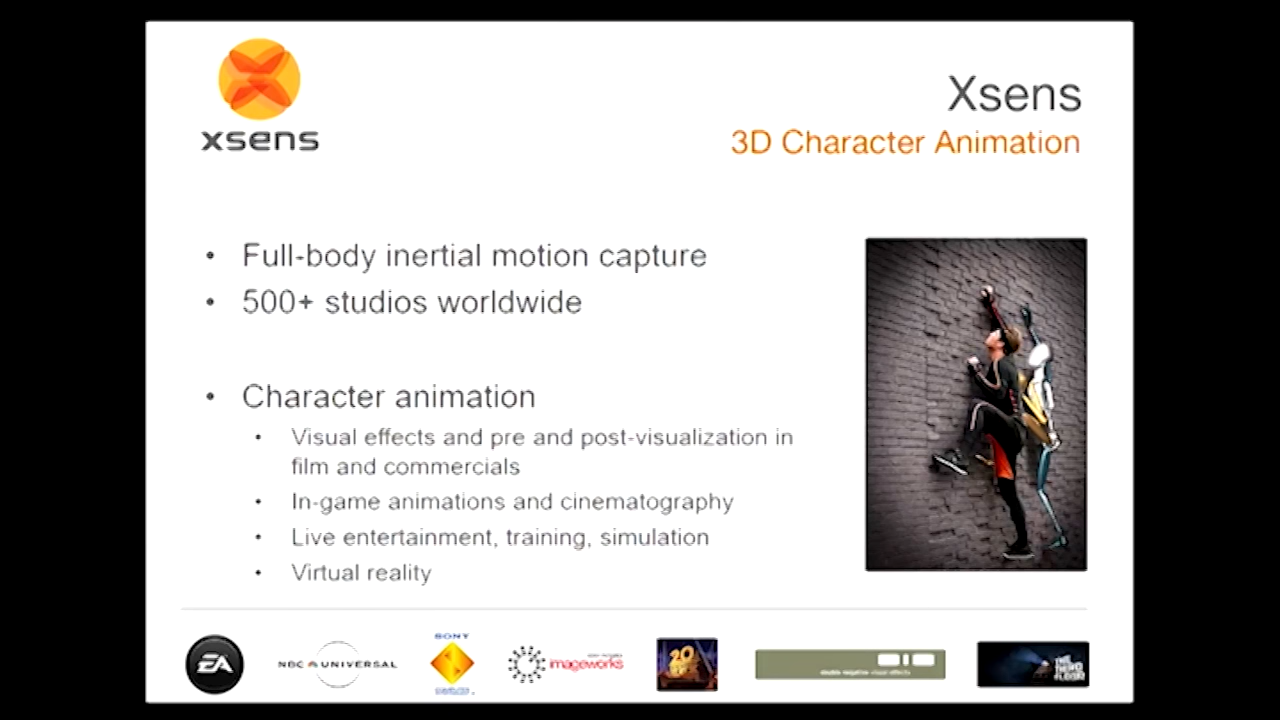 xsens
Xsens
3D Character Animation
• Full-body inertial motion capture
• 500+ studios worldwide
• Character animation
• Visual effects and pre and post-visualization in
film and commercials
• In-game animations and cinematography
• Live entertainment, training, simulation
• Virtual reality
EA
NBC UNIVERSAL
SONY
imageworks
20
THE
THIRD
FLOOR